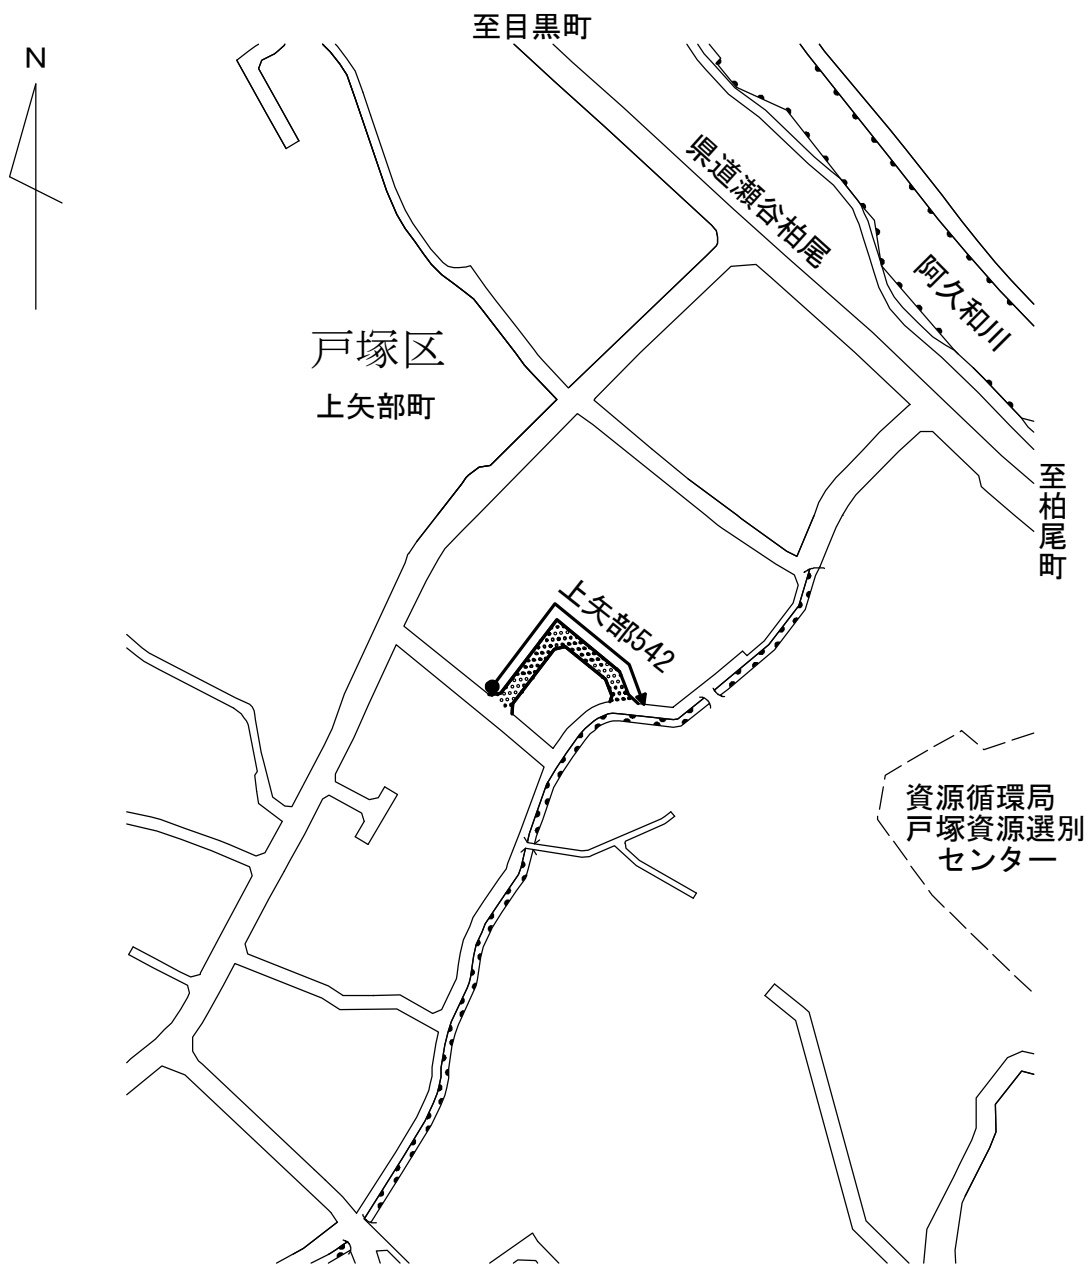 至目黒町
N
県道瀬谷柏尾
阿久和川
戸塚区
上矢部町
至柏尾町
上矢部542
資源循環局
戸塚資源選別
センター